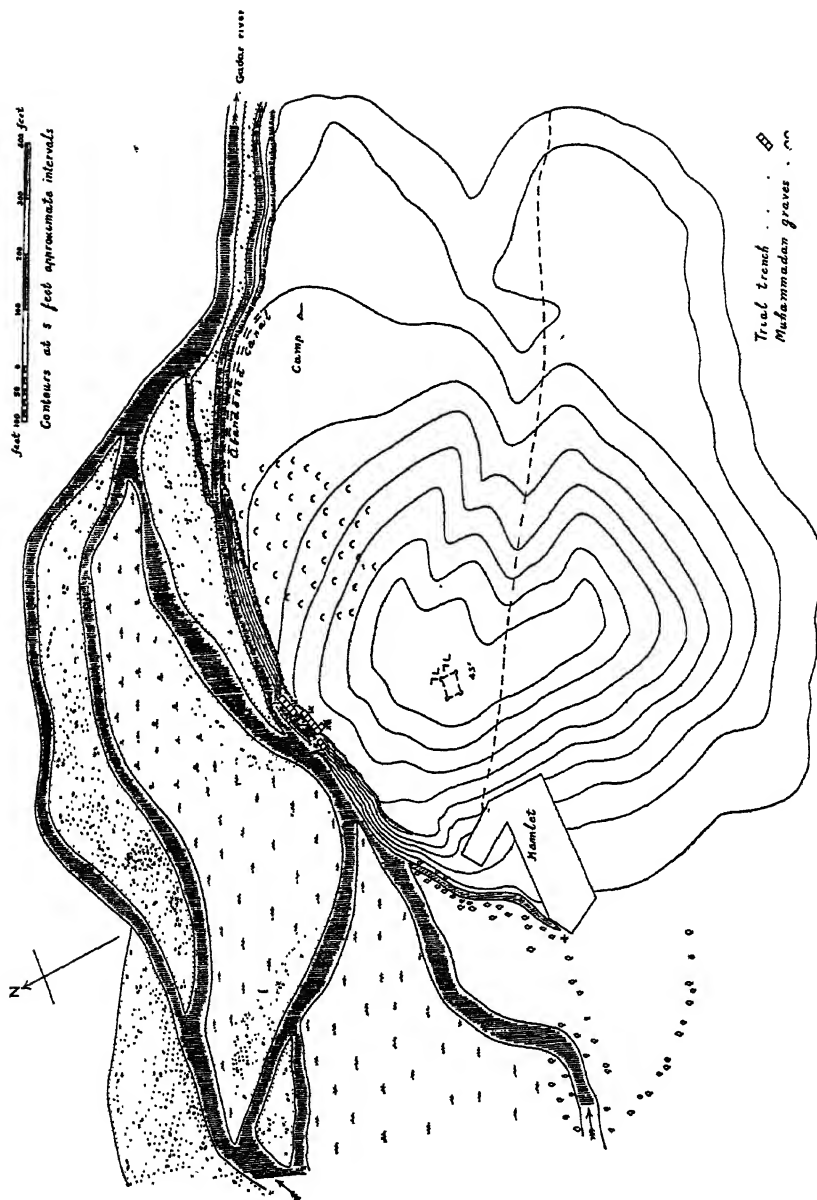 feet 100 50 0 100 200 300 400 feet
Contours at 5 feet approximate intervals
Gadar river
N
Abandoned canal
Camp
45'
Hamlet
Trial trench . . .
Muhammadan graves .